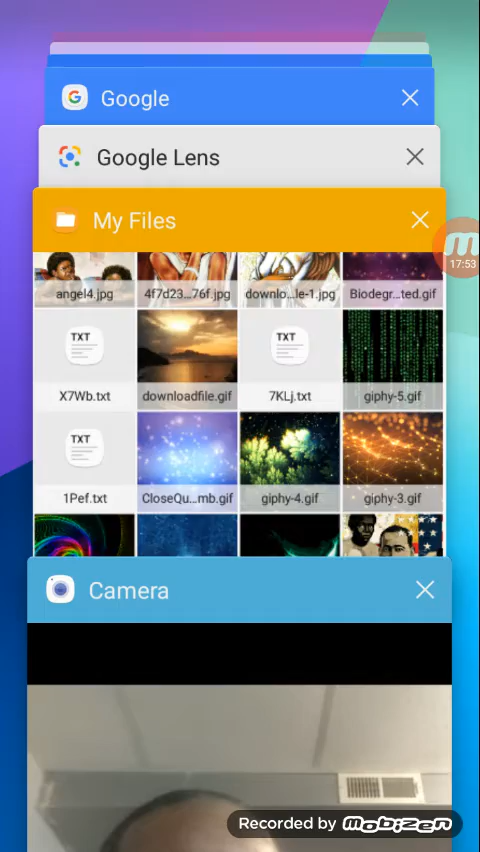 Google
Google Lens
My Files
17:53
angel4.jpg
4f7d23...76f.jpg
downlo...le-1.jpg
Biodegr...ted.gif
TXT
TXT
X7Wb.txt
downloadfile.gif
7KLj.txt
giphy-5.gif
TXT
1Pef.txt
CloseQu...mb.gif
giphy-4.gif
giphy-3.gif
Camera
Recorded by mobizen